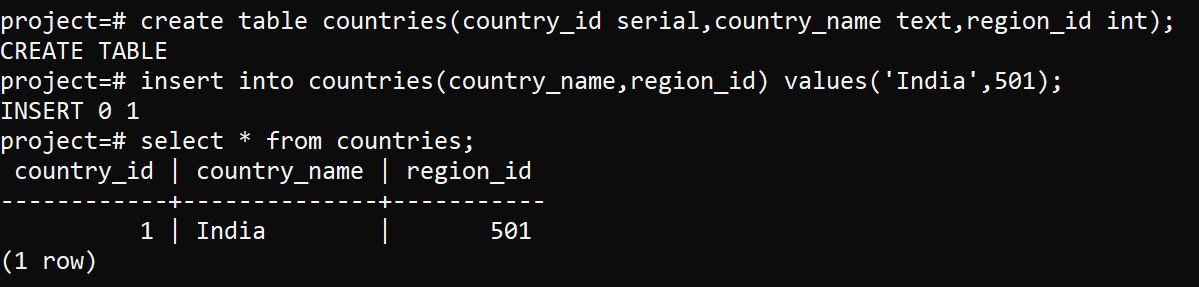 project=# create table countries(country_id serial,country_name text,region_id int);
CREATE TABLE
project=# insert into countries(country_name,region_id) values('India',501);
INSERT 0 1
project=# select * from countries;
 country_id | country_name | region_id
------------+--------------+-----------
          1 | India        |       501
(1 row)